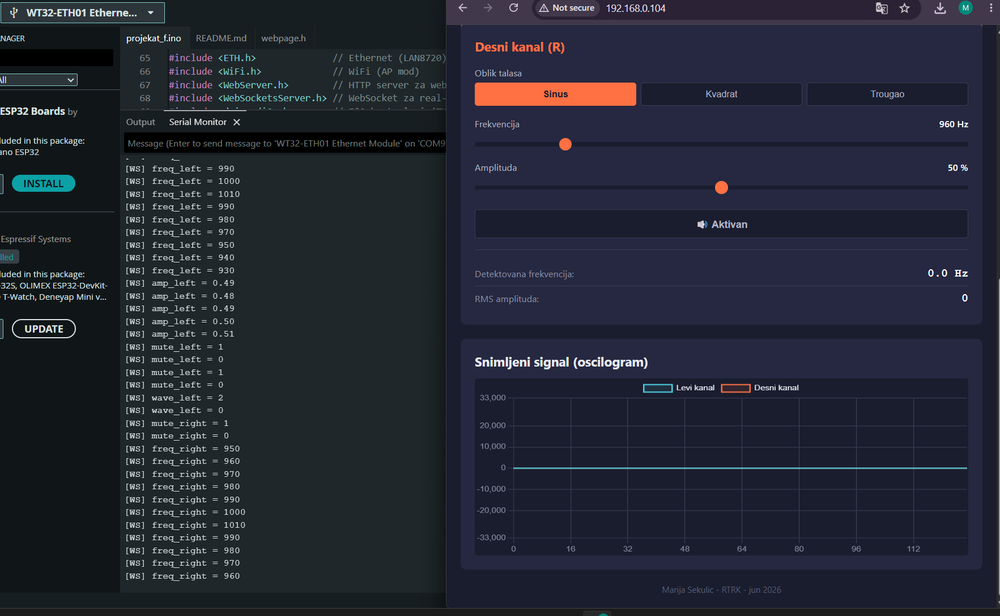 WT32-ETH01 Etherne...
NAGER
All
ESP32 Boards by
luded in this package:
ano ESP32
INSTALL
Espressif Systems
lled
luded in this package:
-32S, OLIMEX ESP32-DevKit-
T-Watch, Deneyap Mini v...
UPDATE
projekat_f.ino
README.md
webpage.h
65 #include <ETH.h> // Ethernet (LAN8720)
66 #include <WiFi.h> // WiFi (AP mod)
67 #include <WebServer.h> // HTTP server za web
68 #include <WebSocketsServer.h> // WebSocket za real-
Output
Serial Monitor
Message (Enter to send message to 'WT32-ETH01 Ethernet Module' on 'COM9'
[WS] freq_left = 990
[WS] freq_left = 1000
[WS] freq_left = 1010
[WS] freq_left = 990
[WS] freq_left = 980
[WS] freq_left = 970
[WS] freq_left = 950
[WS] freq_left = 940
[WS] freq_left = 930
[WS] amp_left = 0.49
[WS] amp_left = 0.48
[WS] amp_left = 0.49
[WS] amp_left = 0.50
[WS] amp_left = 0.51
[WS] mute_left = 1
[WS] mute_left = 0
[WS] mute_left = 1
[WS] mute_left = 0
[WS] wave_left = 2
[WS] wave_left = 0
[WS] mute_right = 1
[WS] mute_right = 0
[WS] freq_right = 950
[WS] freq_right = 960
[WS] freq_right = 970
[WS] freq_right = 980
[WS] freq_right = 990
[WS] freq_right = 1000
[WS] freq_right = 1010
[WS] freq_right = 990
[WS] freq_right = 980
[WS] freq_right = 970
[WS] freq_right = 960
Not secure
192.168.0.104
M
Desni kanal (R)
Oblik talasa
Sinus
Kvadrat
Trougao
Frekvencija
960 Hz
Amplituda
50 %
Aktivan
Detektovana frekvencija:
0.0 Hz
RMS amplituda:
0
Snimljeni signal (oscilogram)
Levi kanal
Desni kanal
33,000
20,000
10,000
0
-10,000
-20,000
-33,000
0 16 32 48 64 80 96 112
Marija Sekulic - RTRK - jun 2026